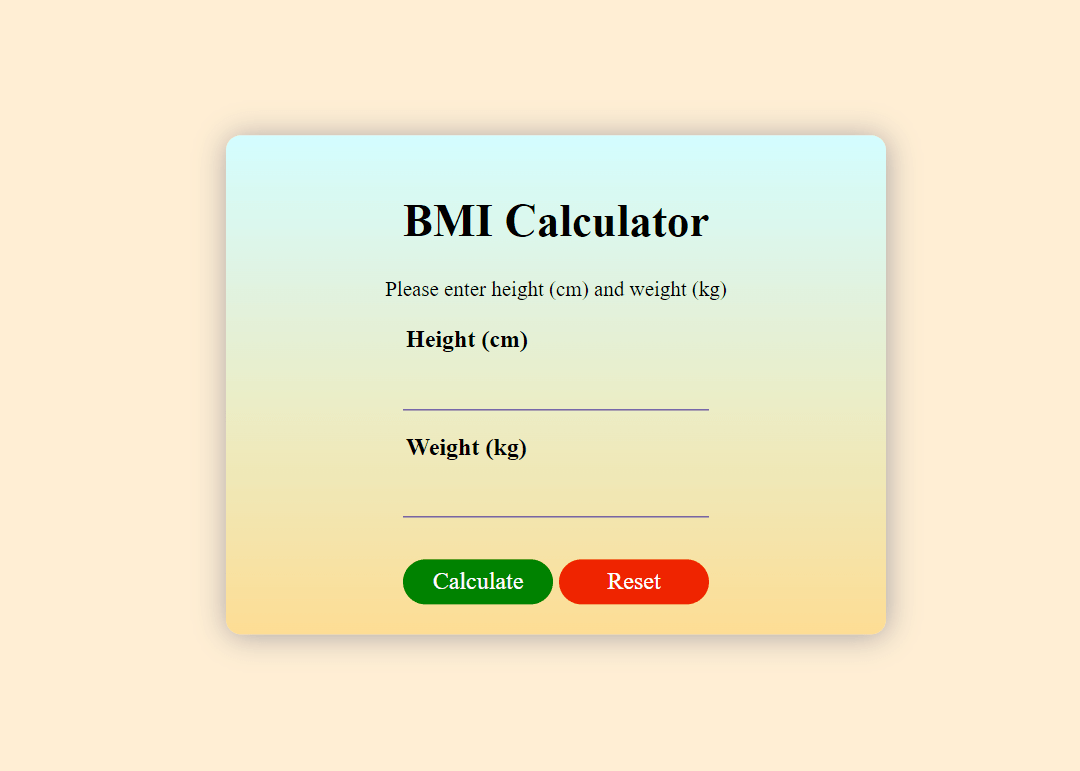 BMI Calculator
Please enter height (cm) and weight (kg)
Height (cm)
Weight (kg)
Calculate Reset